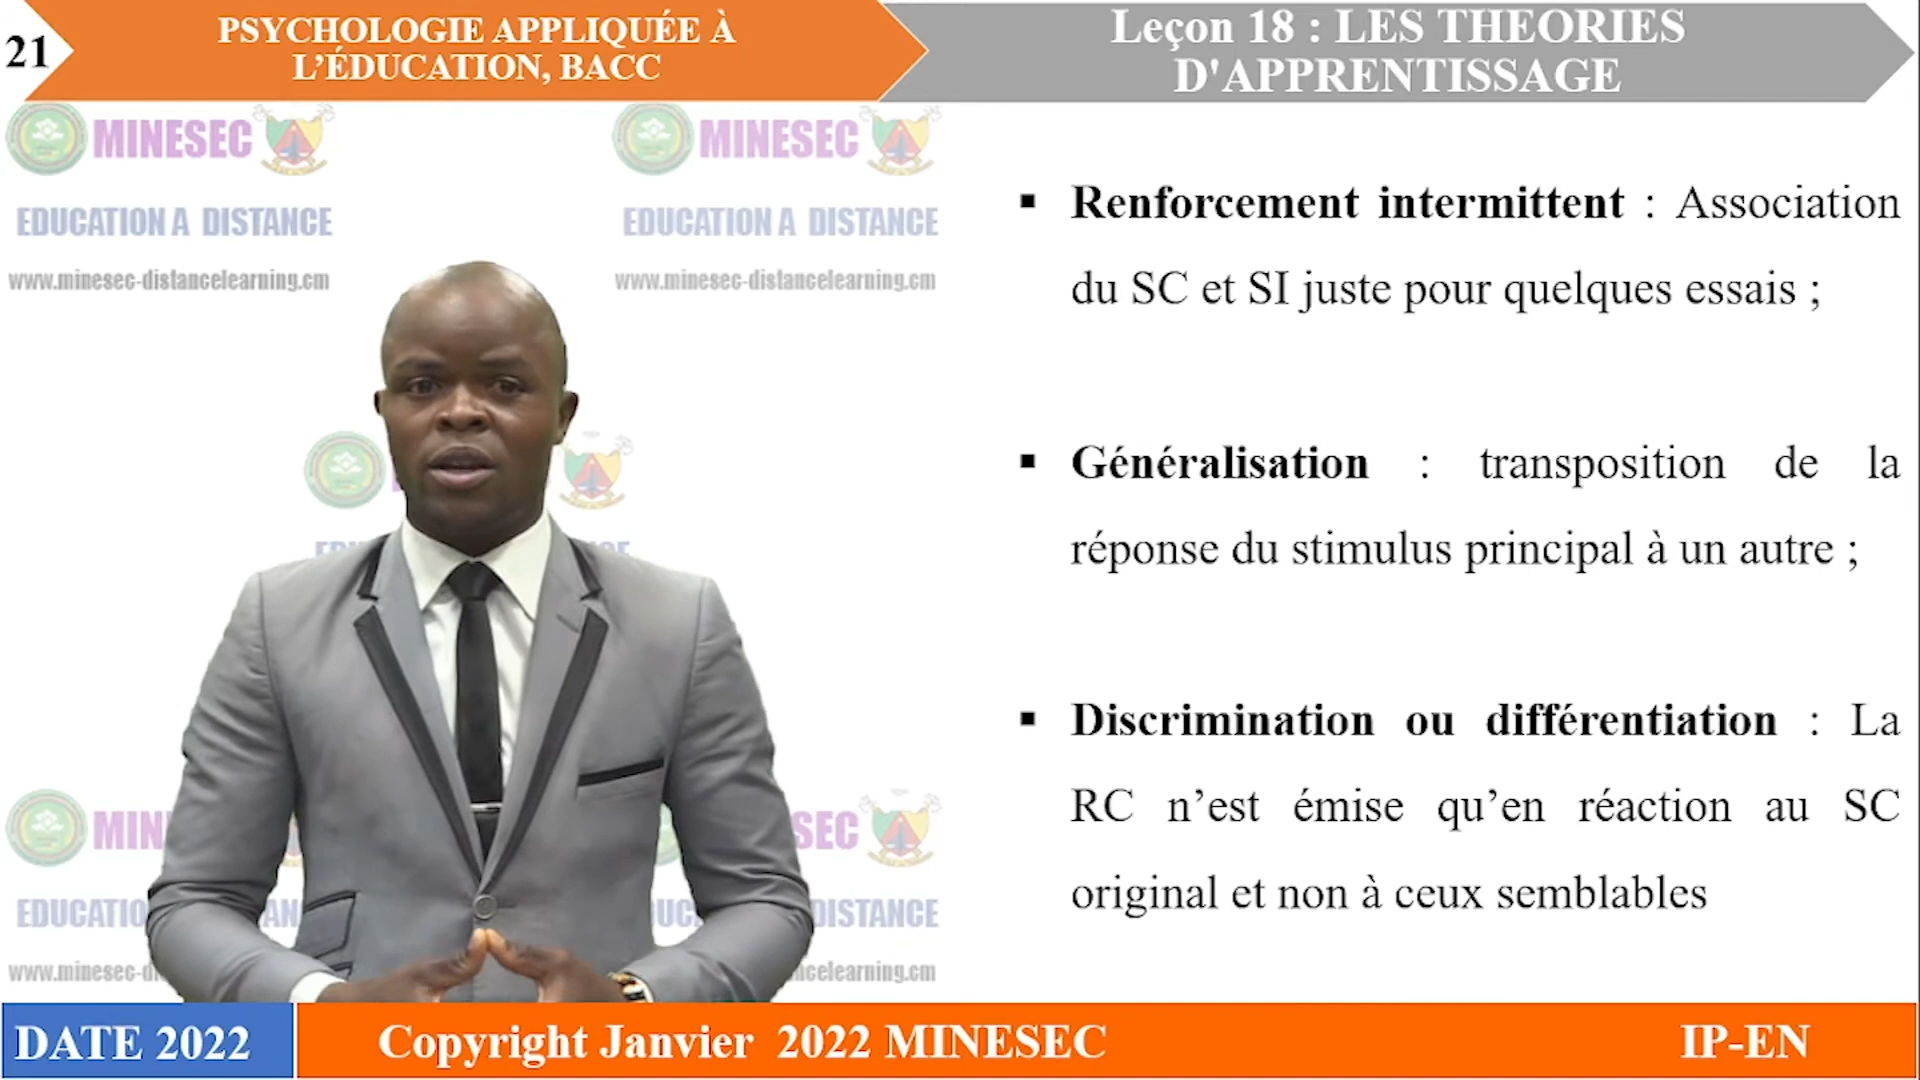 21
PSYCHOLOGIE APPLIQUÉE À
L’ÉDUCATION, BACC
Leçon 18 : LES THEORIES
D'APPRENTISSAGE
MINESEC
EDUCATION A DISTANCE
www.minesec-distancelearning.cm
MINESEC
EDUCATION A DISTANCE
www.minesec-distancelearning.cm
▪ Renforcement intermittent : Association
du SC et SI juste pour quelques essais ;
▪ Généralisation : transposition de la
réponse du stimulus principal à un autre ;
▪ Discrimination ou différentiation : La
RC n’est émise qu’en réaction au SC
original et non à ceux semblables
DATE 2022
Copyright Janvier 2022 MINESEC
IP-EN